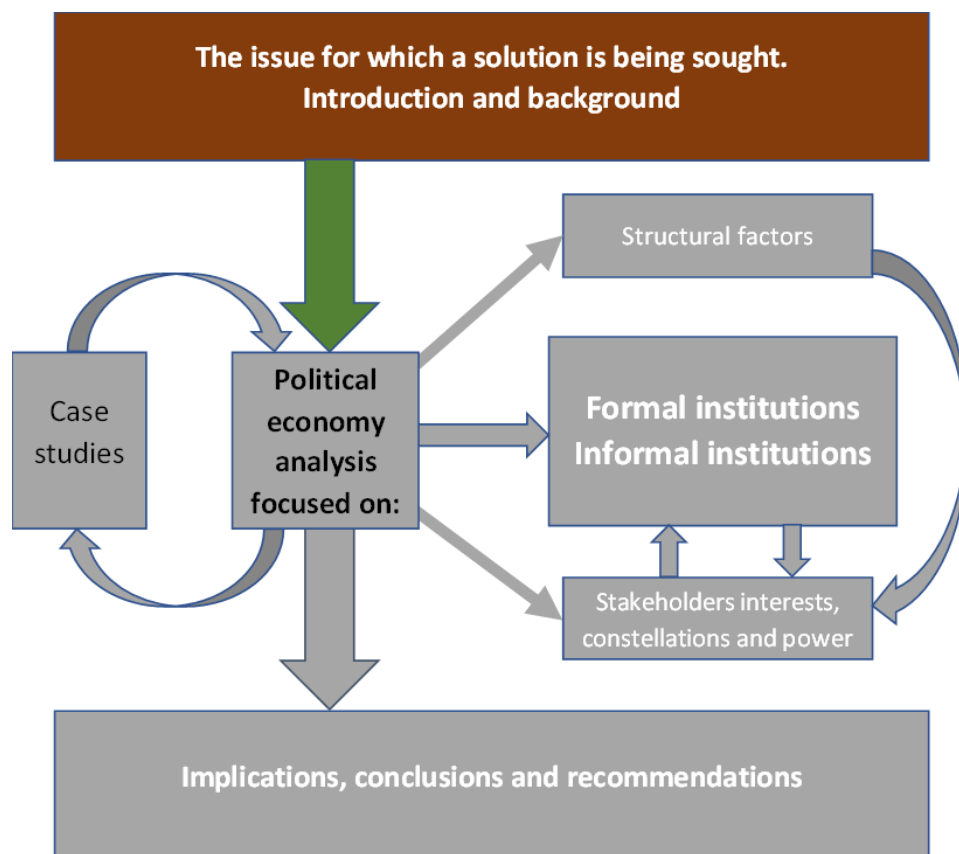 The issue for which a solution is being sought.
Introduction and background
Structural factors
Case
studies
Political
economy
analysis
focused on:
Formal institutions
Informal institutions
Stakeholders interests,
constellations and power
Implications, conclusions and recommendations